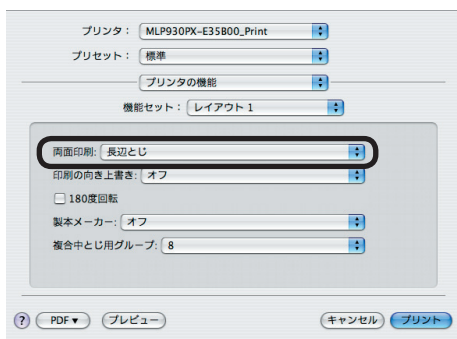 プリンタ： MLP930PX-E35B00_Print
プリセット： 標準
プリンタの機能
機能セット： レイアウト 1
両面印刷: 長辺とじ
印刷の向き上書き: オフ
180度回転
製本メーカー: オフ
複合中とじ用グループ: 8
? PDF▼ プレビュー キャンセル プリント